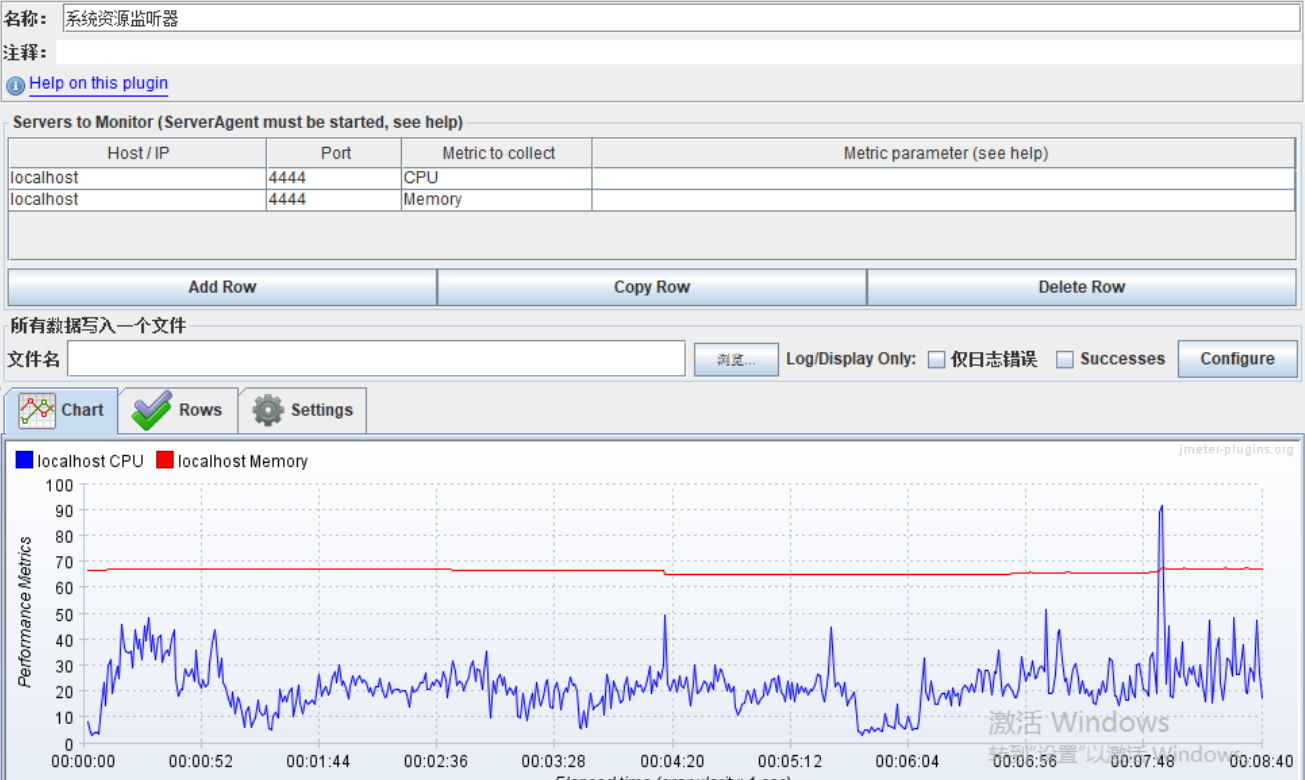 名称： 系统资源监听器
注释：
Help on this plugin
Servers to Monitor (ServerAgent must be started, see help)
Host / IP Port Metric to collect Metric parameter (see help)
localhost 4444 CPU
localhost 4444 Memory
Add Row Copy Row Delete Row
所有数据写入一个文件
文件名 浏览... Log/Display Only: 仅日志错误 Successes Configure
Chart Rows Settings
jmeter-plugins.org
localhost CPU localhost Memory
100
90
80
70
60
50
40
30
20
10
0
Performance Metrics
激活 Windows
转到"设置"以激活 Windows。
00:00:00 00:00:52 00:01:44 00:02:36 00:03:28 00:04:20 00:05:12 00:06:04 00:06:56 00:07:48 00:08:40
Elapsed time (granularity: 1 sec)